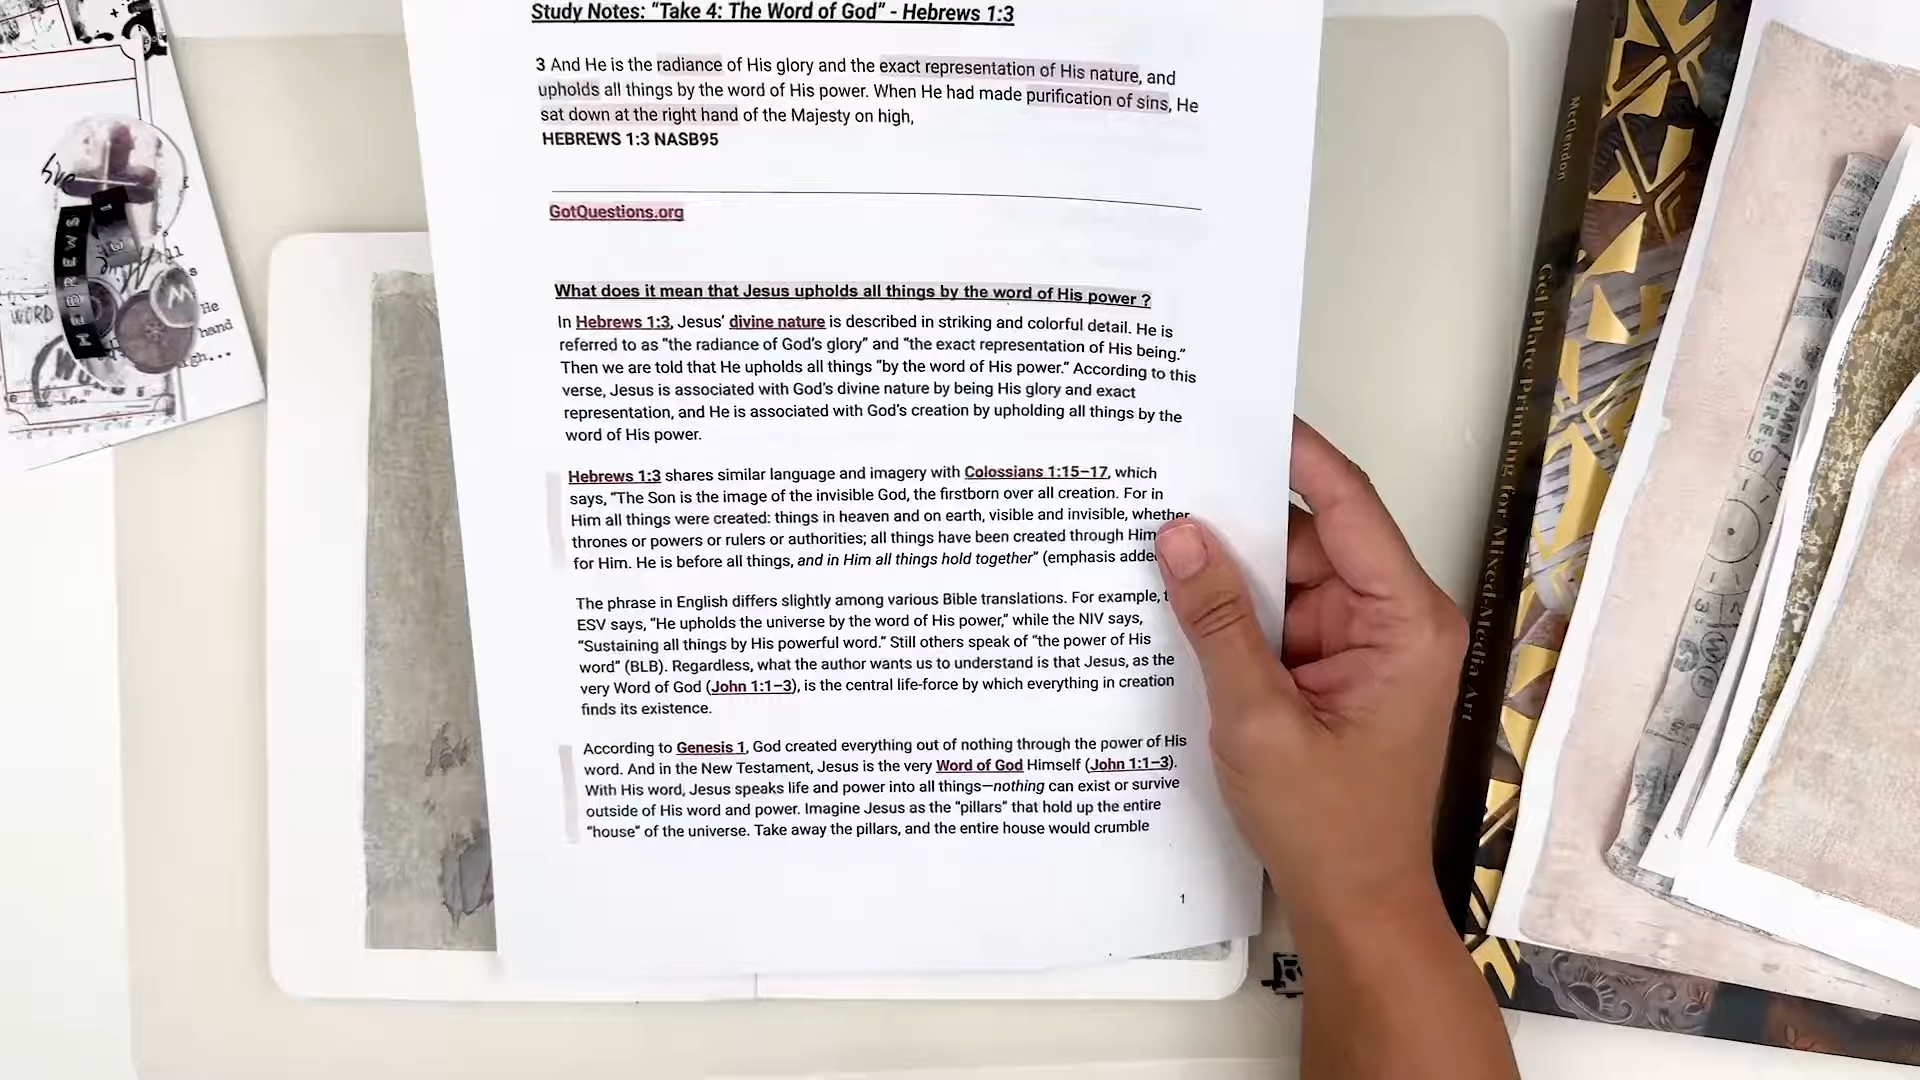 Study Notes: “Take 4: The Word of God” - Hebrews 1:3
3 And He is the radiance of His glory and the exact representation of His nature, and
upholds all things by the word of His power. When He had made purification of sins, He
sat down at the right hand of the Majesty on high,
HEBREWS 1:3 NASB95
GotQuestions.org
What does it mean that Jesus upholds all things by the word of His power ?
In Hebrews 1:3, Jesus’ divine nature is described in striking and colorful detail. He is
referred to as “the radiance of God’s glory” and “the exact representation of His being.”
Then we are told that He upholds all things “by the word of His power.” According to this
verse, Jesus is associated with God’s divine nature by being His glory and exact
representation, and He is associated with God’s creation by upholding all things by the
word of His power.
Hebrews 1:3 shares similar language and imagery with Colossians 1:15–17, which
says, “The Son is the image of the invisible God, the firstborn over all creation. For in
Him all things were created: things in heaven and on earth, visible and invisible, whether
thrones or powers or rulers or authorities; all things have been created through Him
for Him. He is before all things, and in Him all things hold together” (emphasis adde
The phrase in English differs slightly among various Bible translations. For example, t
ESV says, “He upholds the universe by the word of His power,” while the NIV says,
“Sustaining all things by His powerful word.” Still others speak of “the power of His
word” (BLB). Regardless, what the author wants us to understand is that Jesus, as the
very Word of God (John 1:1–3), is the central life-force by which everything in creation
finds its existence.
According to Genesis 1, God created everything out of nothing through the power of His
word. And in the New Testament, Jesus is the very Word of God Himself (John 1:1–3).
With His word, Jesus speaks life and power into all things—nothing can exist or survive
outside of His word and power. Imagine Jesus as the “pillars” that hold up the entire
“house” of the universe. Take away the pillars, and the entire house would crumble
1
HEBREWS
1
3
WORD
He
hand
McClendon
Gel Plate Printing for Mixed-Media Art
STAMP
HERE: